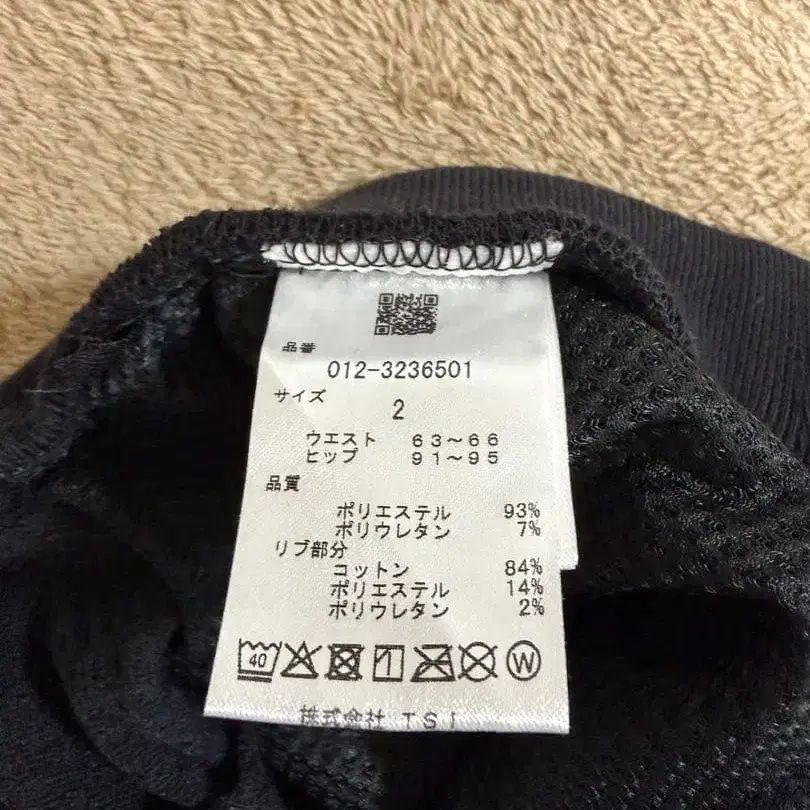 品番
012-3236501
サイズ
2
ウエスト 63～66
ヒップ 91～95
品質
ポリエステル 93%
ポリウレタン 7%
リブ部分
コットン 84%
ポリエステル 14%
ポリウレタン 2%
40 W
株式会社 TSI